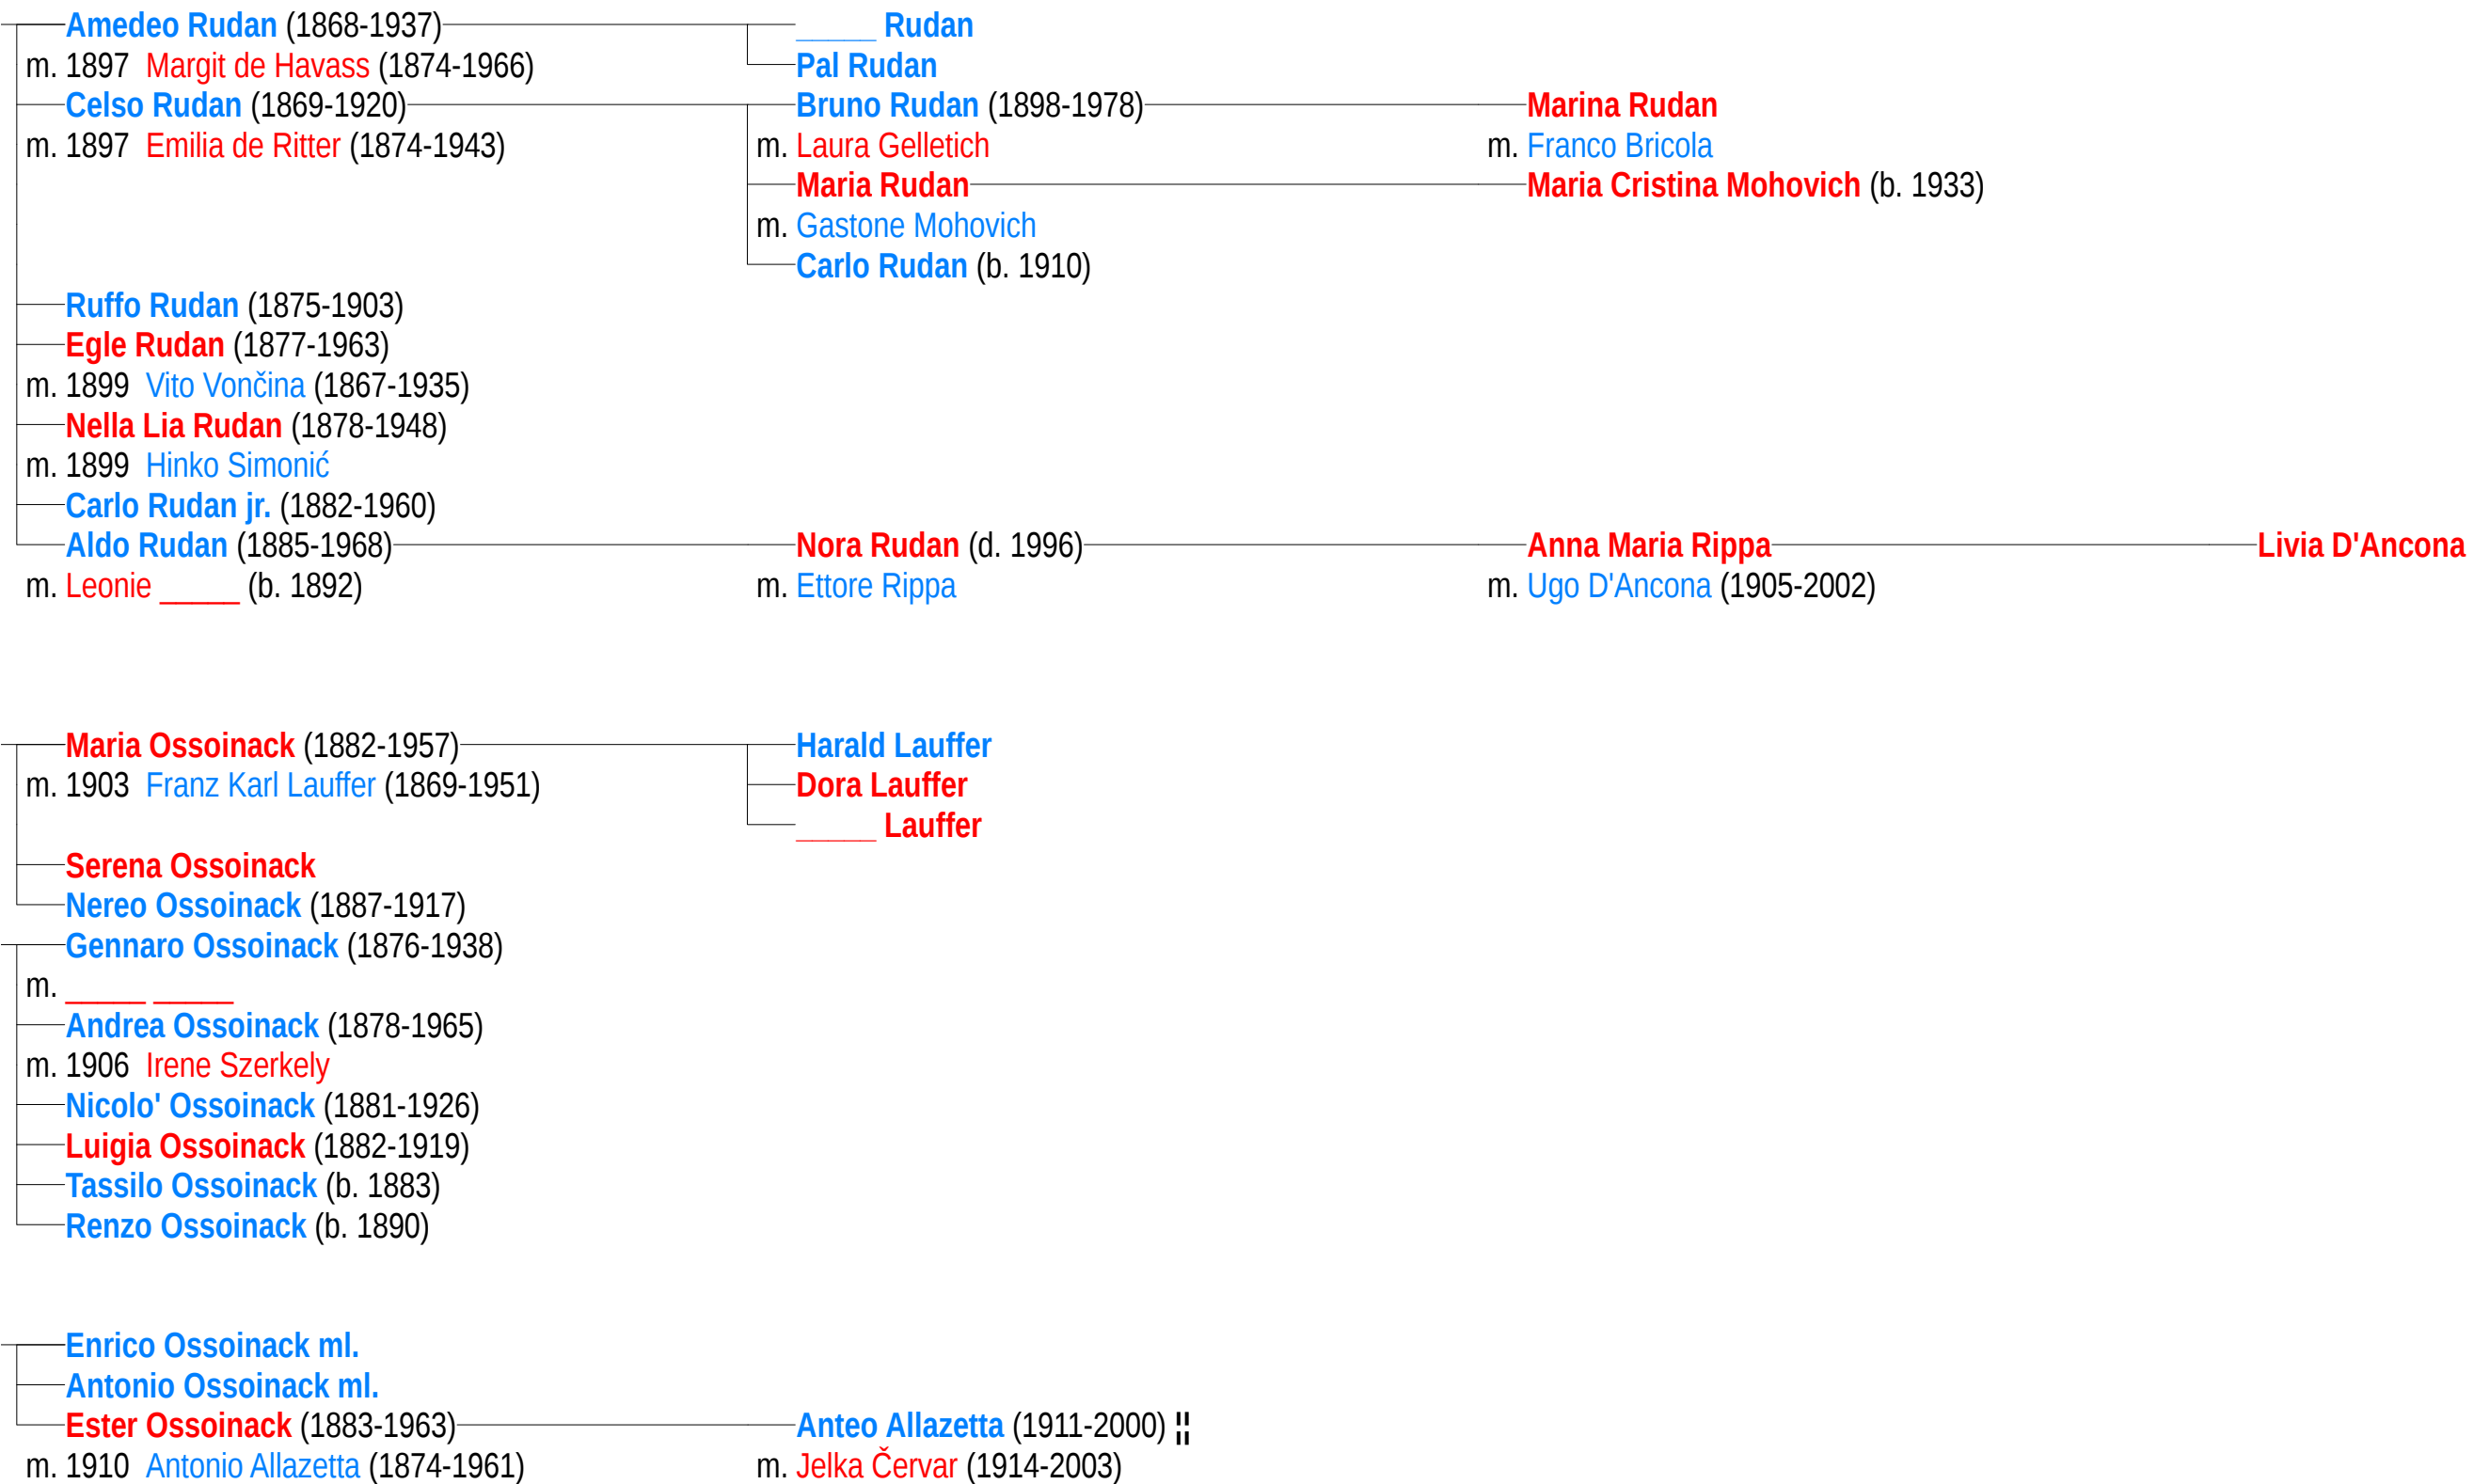 Amedeo Rudan (1868-1937) _____ Rudan
m. 1897 Margit de Havass (1874-1966) Pal Rudan
Celso Rudan (1869-1920) Bruno Rudan (1898-1978) Marina Rudan
m. 1897 Emilia de Ritter (1874-1943) m. Laura Gelletich m. Franco Bricola
Maria Rudan Maria Cristina Mohovich (b. 1933)
m. Gastone Mohovich
Carlo Rudan (b. 1910)
Ruffo Rudan (1875-1903)
Egle Rudan (1877-1963)
m. 1899 Vito Vončina (1867-1935)
Nella Lia Rudan (1878-1948)
m. 1899 Hinko Simonić
Carlo Rudan jr. (1882-1960)
Aldo Rudan (1885-1968) Nora Rudan (d. 1996) Anna Maria Rippa Livia D'Ancona
m. Leonie _____ (b. 1892) m. Ettore Rippa m. Ugo D'Ancona (1905-2002)
Maria Ossoinack (1882-1957) Harald Lauffer
m. 1903 Franz Karl Lauffer (1869-1951) Dora Lauffer
_____ Lauffer
Serena Ossoinack
Nereo Ossoinack (1887-1917)
Gennaro Ossoinack (1876-1938)
m. _____ _____
Andrea Ossoinack (1878-1965)
m. 1906 Irene Szerkely
Nicolo' Ossoinack (1881-1926)
Luigia Ossoinack (1882-1919)
Tassilo Ossoinack (b. 1883)
Renzo Ossoinack (b. 1890)
Enrico Ossoinack ml.
Antonio Ossoinack ml.
Ester Ossoinack (1883-1963) Anteo Allazetta (1911-2000) ¦¦
m. 1910 Antonio Allazetta (1874-1961) m. Jelka Červar (1914-2003)